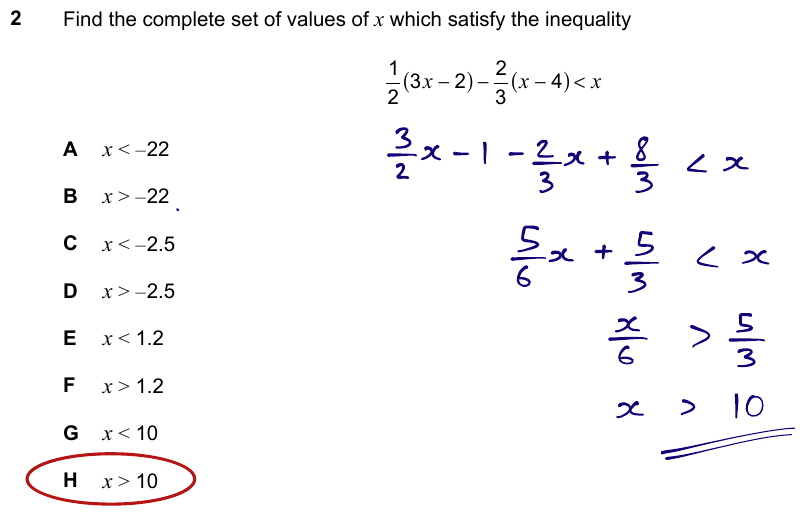 2 Find the complete set of values of x which satisfy the inequality
1/2(3x – 2) – 2/3(x – 4) < x
3/2x - 1 - 2/3x + 8/3 < x
5/6x + 5/3 < x
x/6 > 5/3
x > 10
A x < –22
B x > –22
C x < –2.5
D x > –2.5
E x < 1.2
F x > 1.2
G x < 10
H x > 10